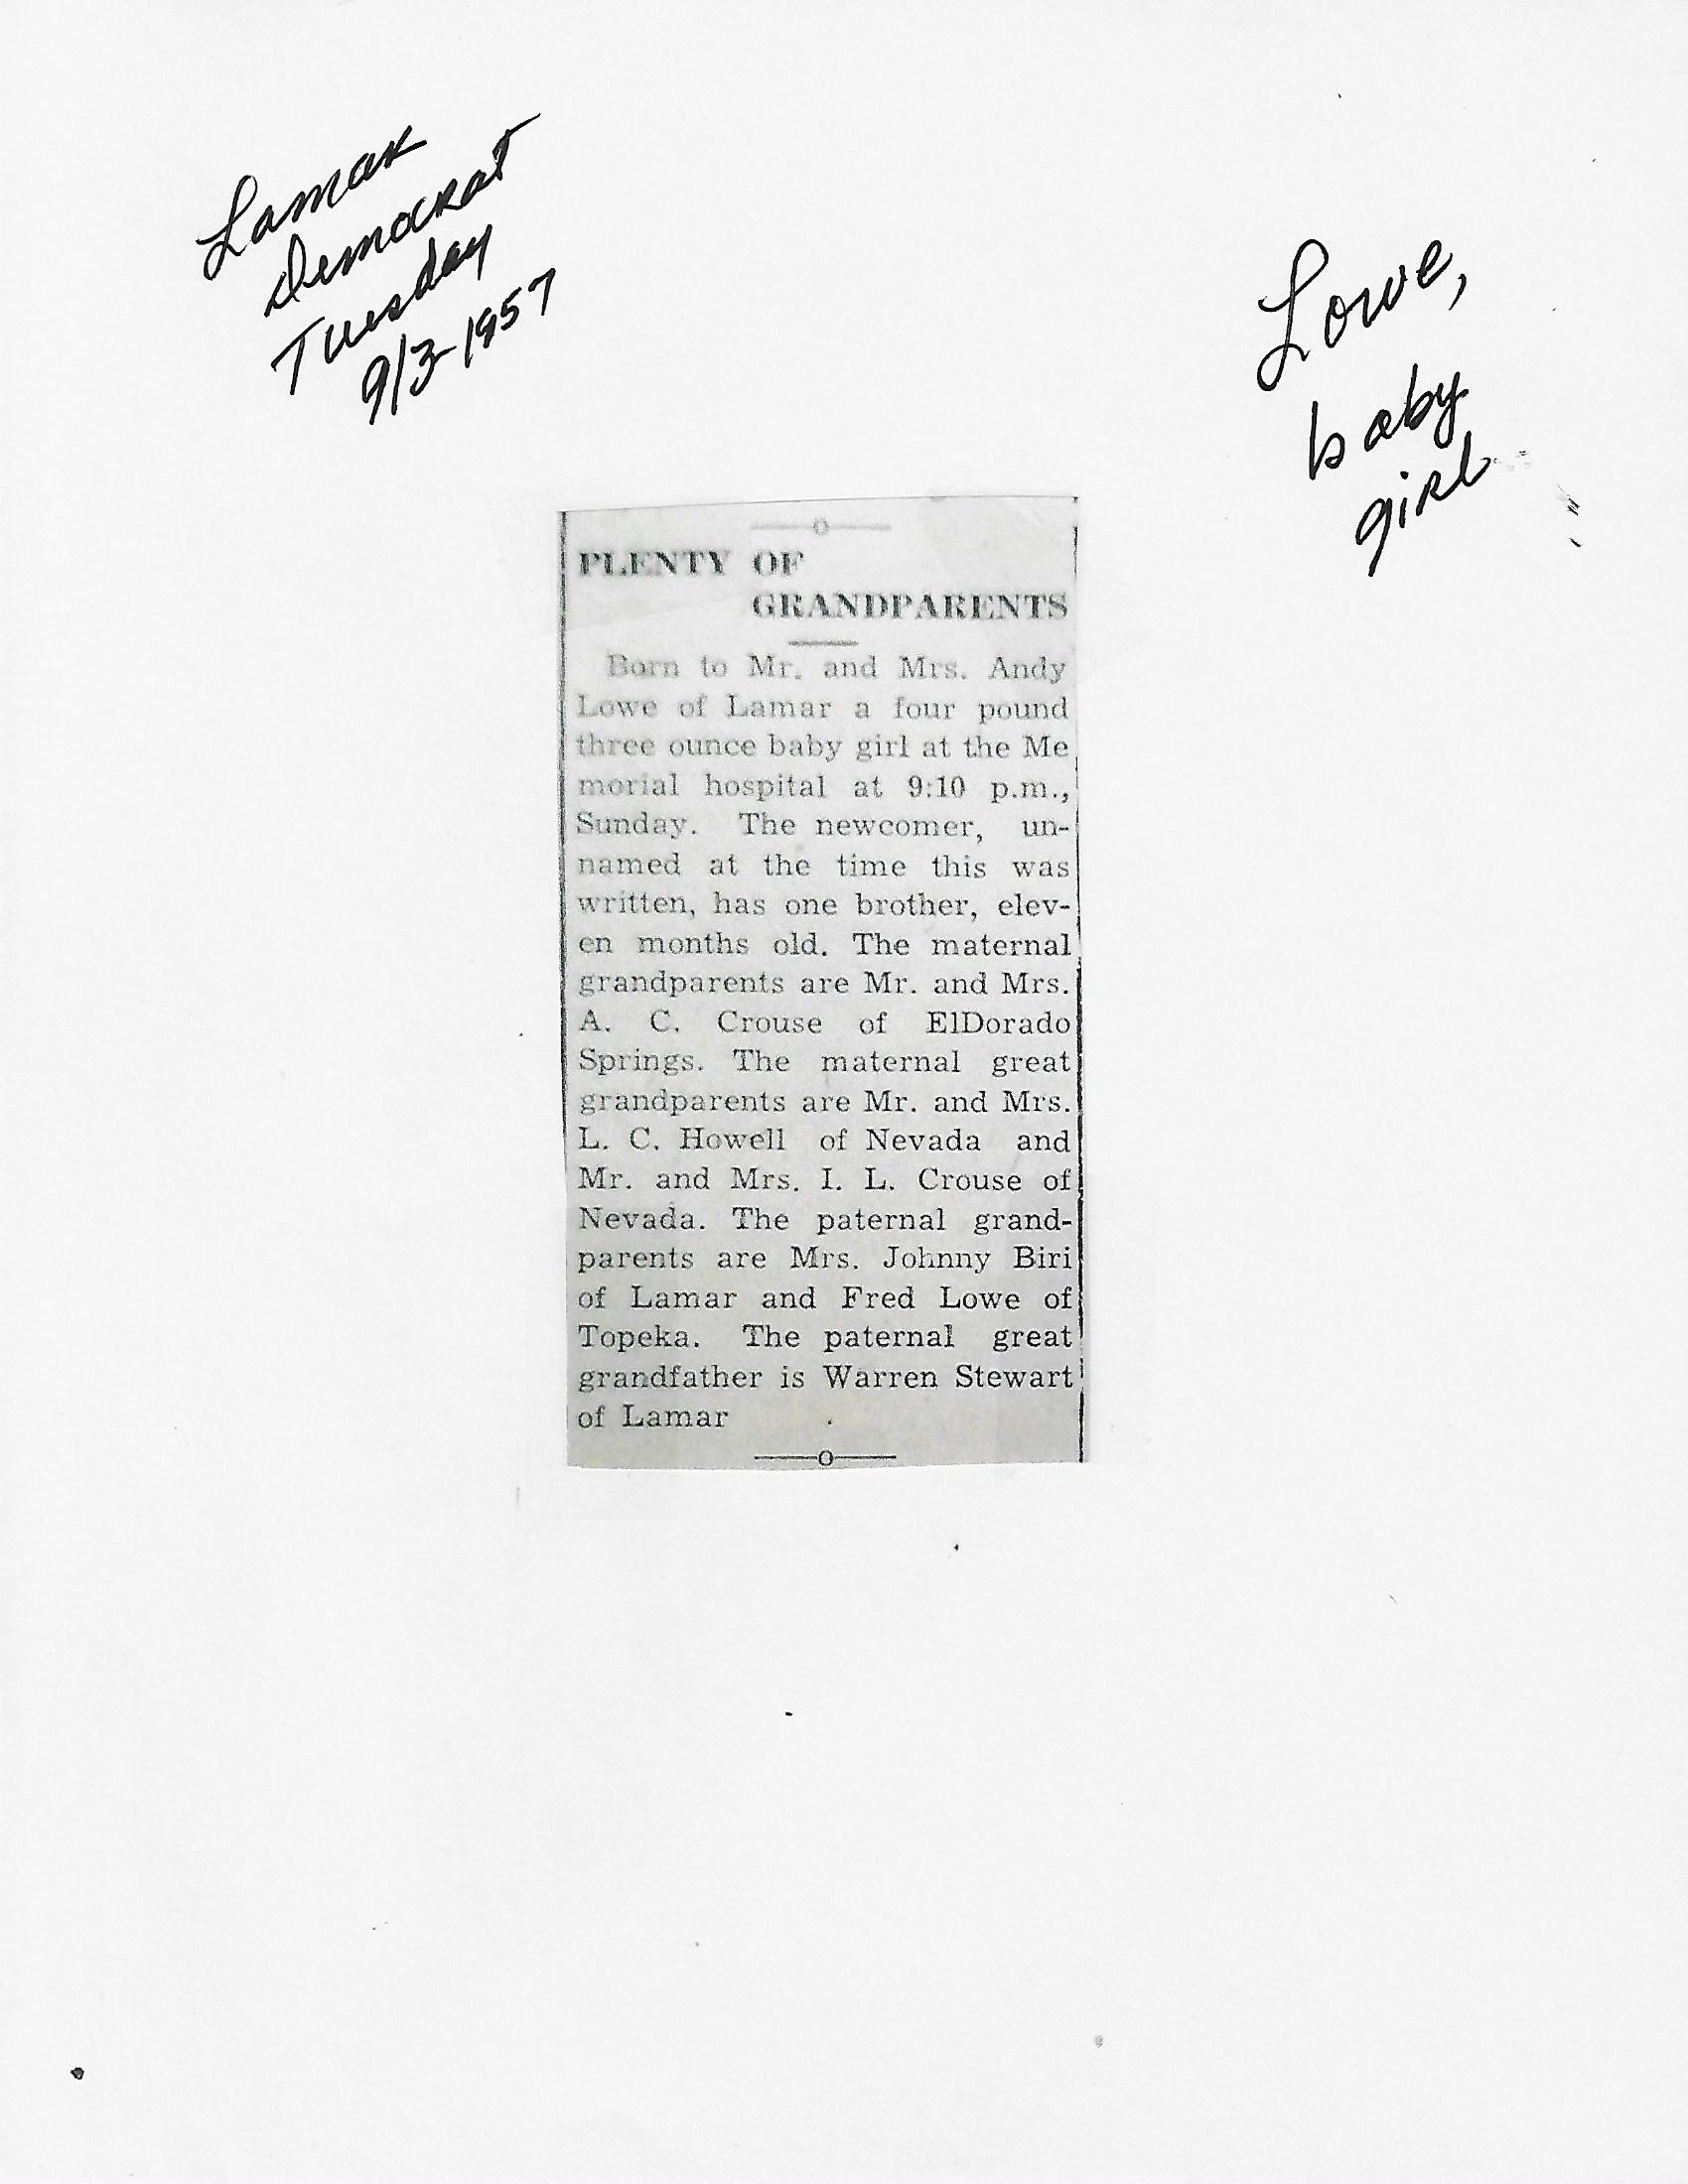 Lamar
Democrat
Tuesday
9/3-1957
Lowe,
baby
girl
PLENTY OF
GRANDPARENTS
Born to Mr. and Mrs. Andy
Lowe of Lamar a four pound
three ounce baby girl at the Me
morial hospital at 9:10 p.m.,
Sunday. The newcomer, un-
named at the time this was
written, has one brother, elev-
en months old. The maternal
grandparents are Mr. and Mrs.
A. C. Crouse of ElDorado
Springs. The maternal great
grandparents are Mr. and Mrs.
L. C. Howell of Nevada and
Mr. and Mrs. I. L. Crouse of
Nevada. The paternal grand-
parents are Mrs. Johnny Biri
of Lamar and Fred Lowe of
Topeka. The paternal great
grandfather is Warren Stewart
of Lamar